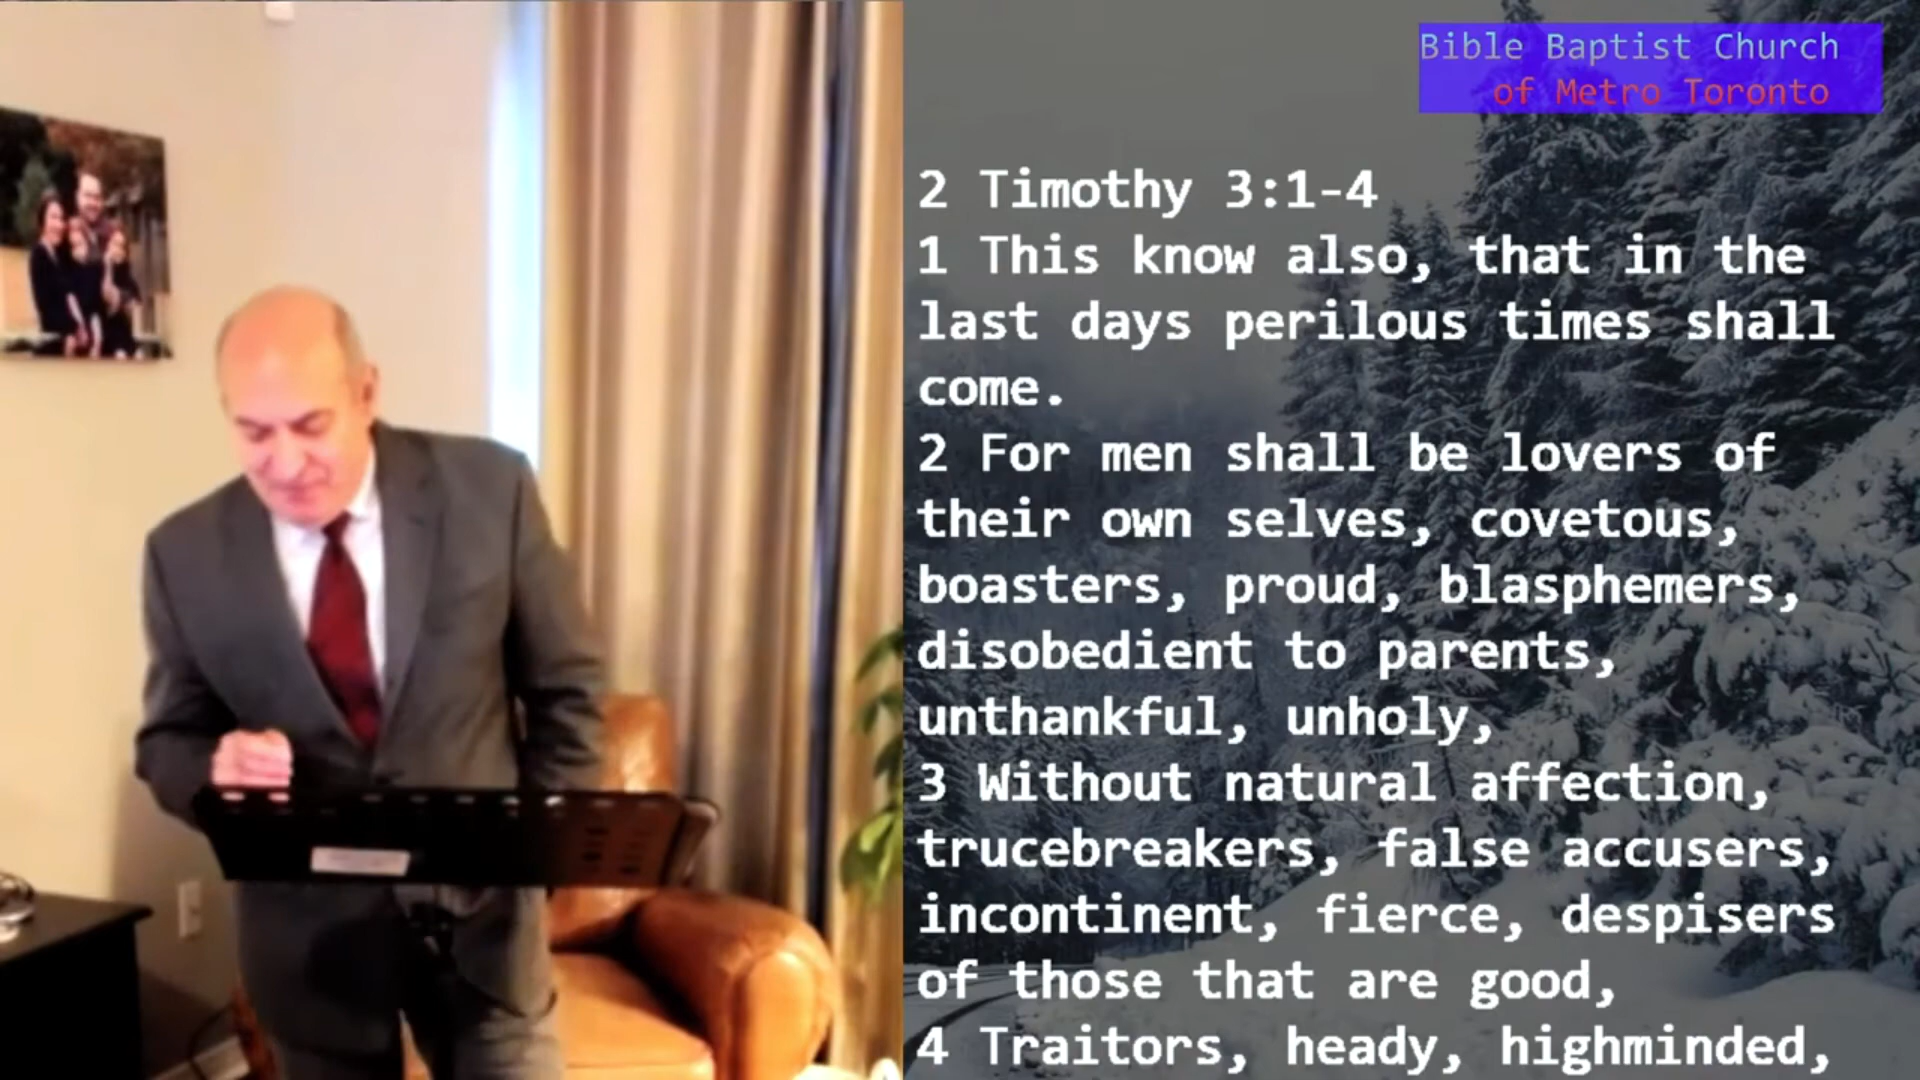 Bible Baptist Church
of Metro Toronto
2 Timothy 3:1-4
1 This know also, that in the
last days perilous times shall
come.
2 For men shall be lovers of
their own selves, covetous,
boasters, proud, blasphemers,
disobedient to parents,
unthankful, unholy,
3 Without natural affection,
trucebreakers, false accusers,
incontinent, fierce, despisers
of those that are good,
4 Traitors, heady, highminded,